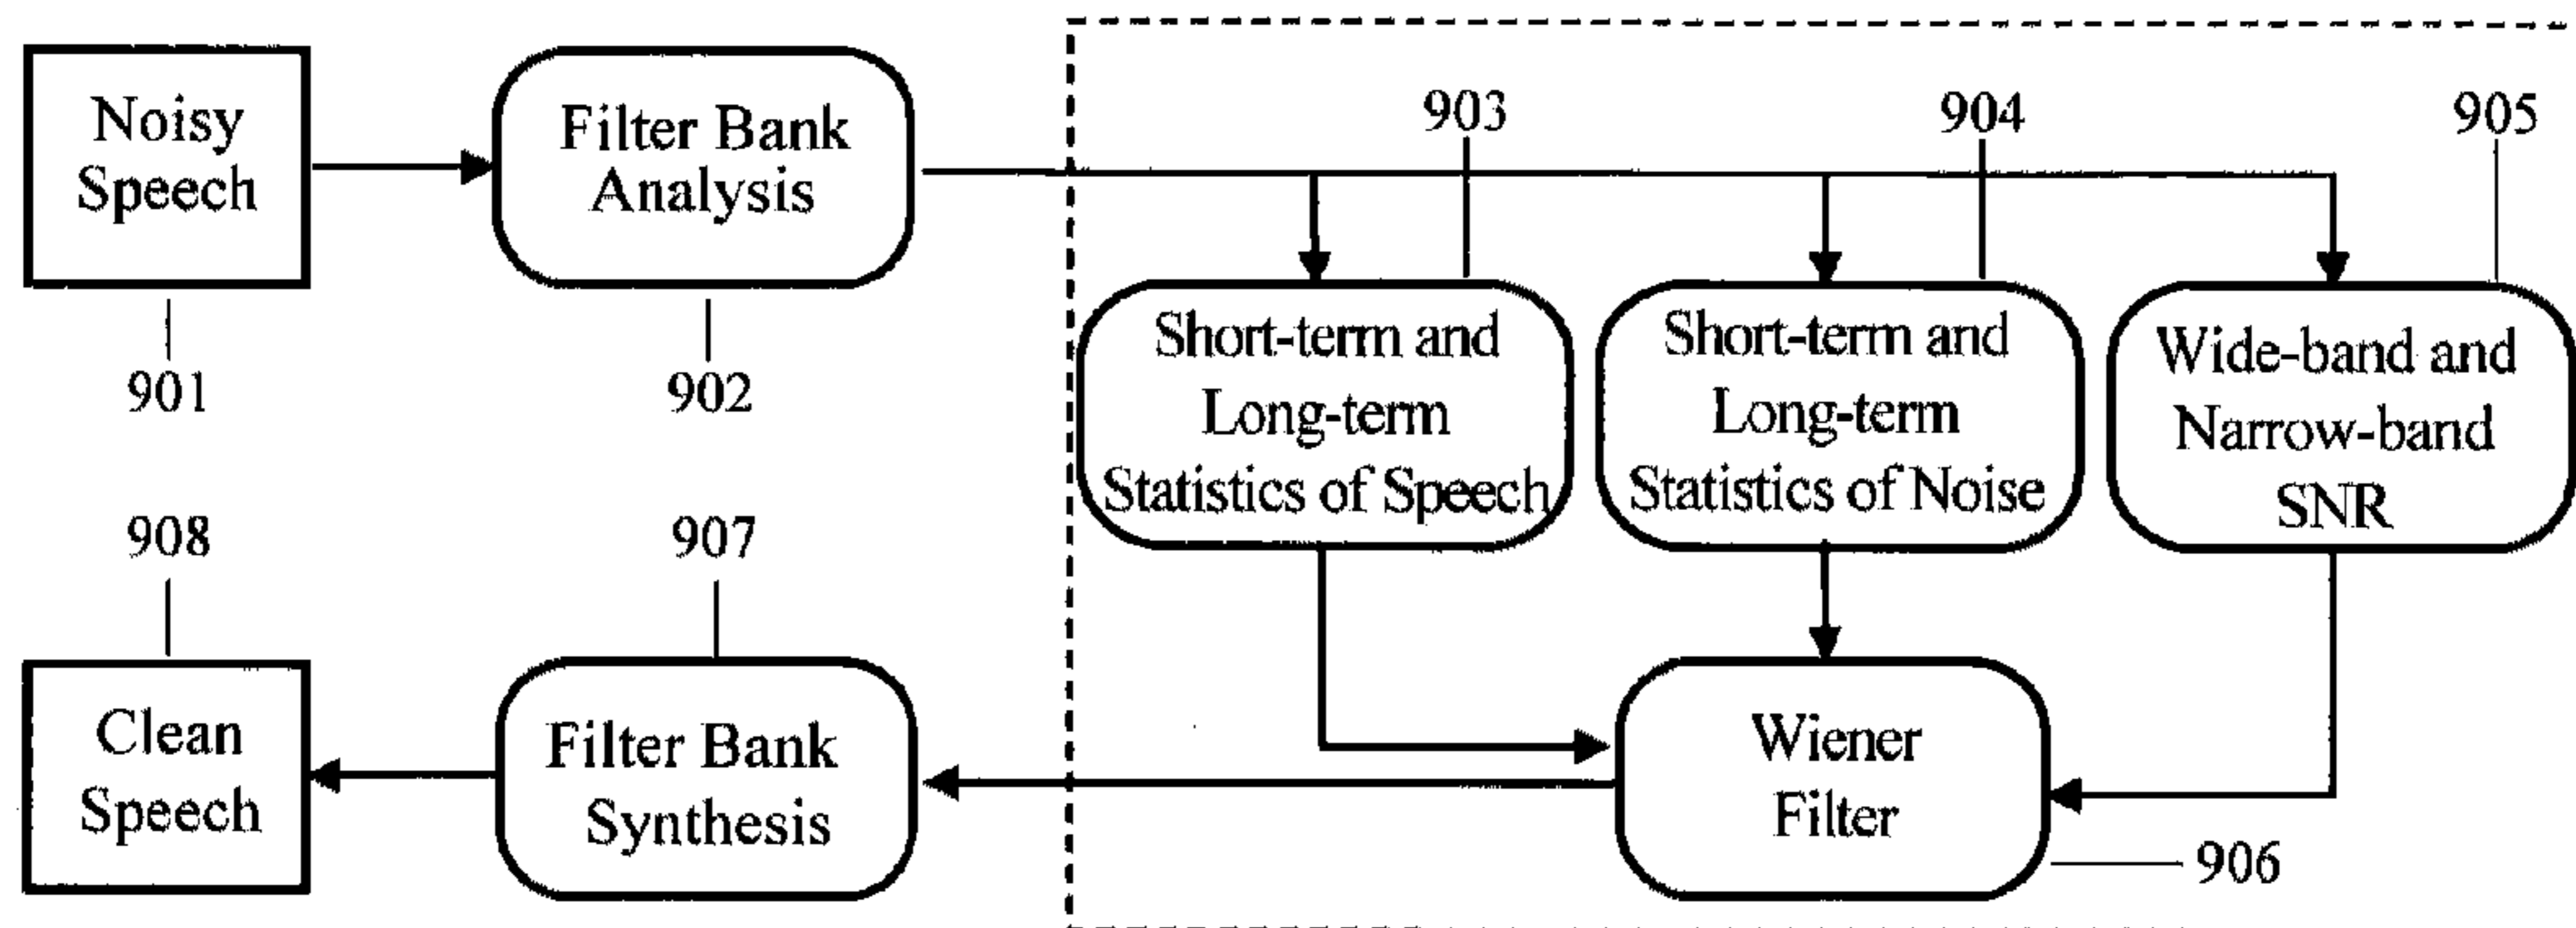 Noisy
Speech
901
Filter Bank
Analysis
902
903
Short-term and
Long-term
Statistics of Speech
904
Short-term and
Long-term
Statistics of Noise
905
Wide-band and
Narrow-band
SNR
Wiener
Filter
906
907
Filter Bank
Synthesis
908
Clean
Speech